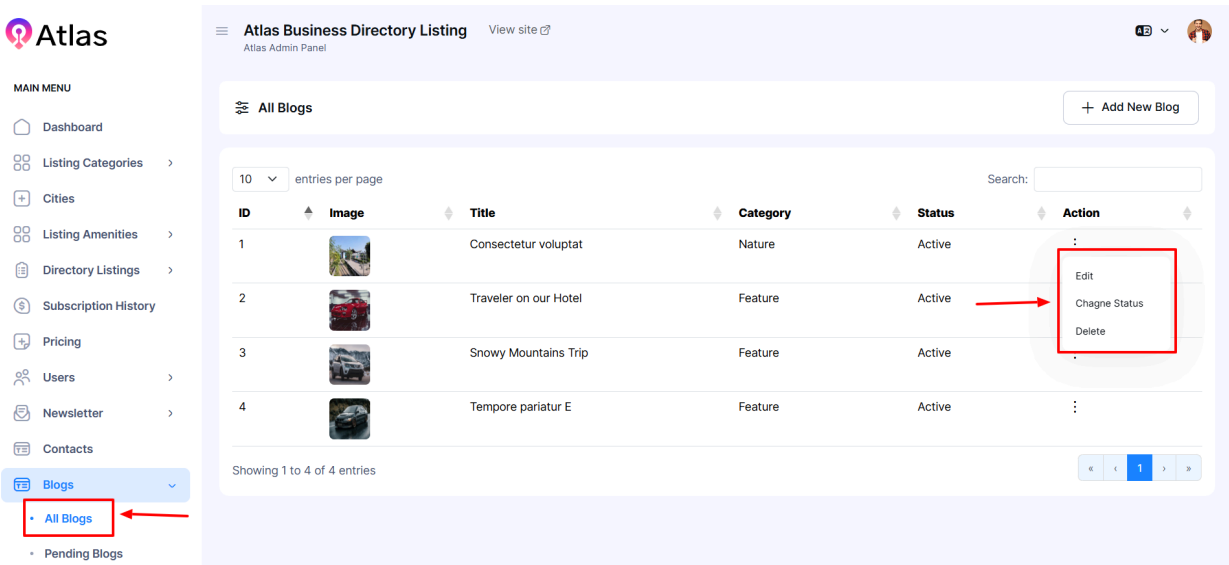 Atlas
MAIN MENU
Dashboard
Listing Categories
Cities
Listing Amenities
Directory Listings
Subscription History
Pricing
Users
Newsletter
Contacts
Blogs
All Blogs
Pending Blogs
Atlas Business Directory Listing View site
Atlas Admin Panel
All Blogs + Add New Blog
10 entries per page Search:
ID Image Title Category Status Action
1 Consectetur voluptat Nature Active
2 Traveler on our Hotel Feature Active
3 Snowy Mountains Trip Feature Active
4 Tempore pariatur E Feature Active
Edit
Chagne Status
Delete
Showing 1 to 4 of 4 entries « ‹ 1 › »